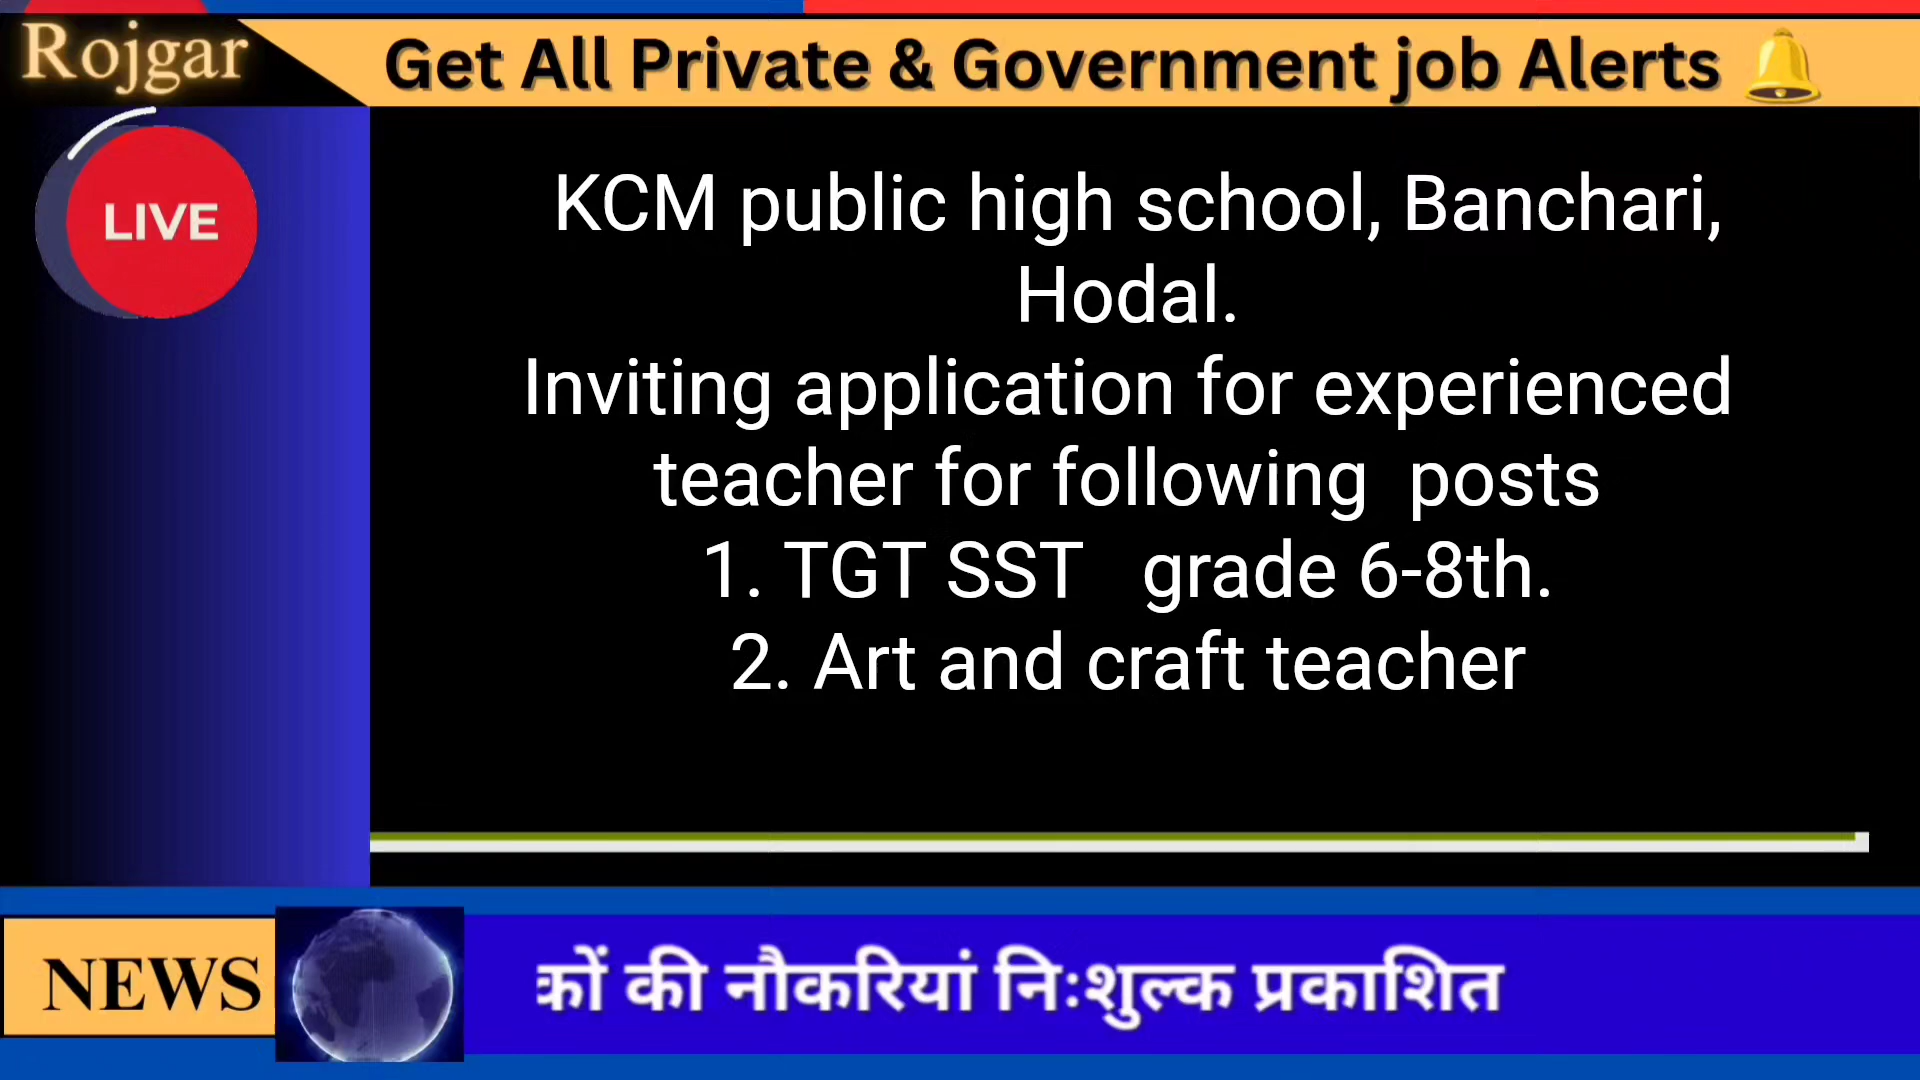 Rojgar
Get All Private & Government job Alerts
LIVE
KCM public high school, Banchari,
Hodal.
Inviting application for experienced
teacher for following  posts
1. TGT SST   grade 6-8th.
2. Art and craft teacher
NEWS
की नौकरियां निःशुल्क प्रकाशित